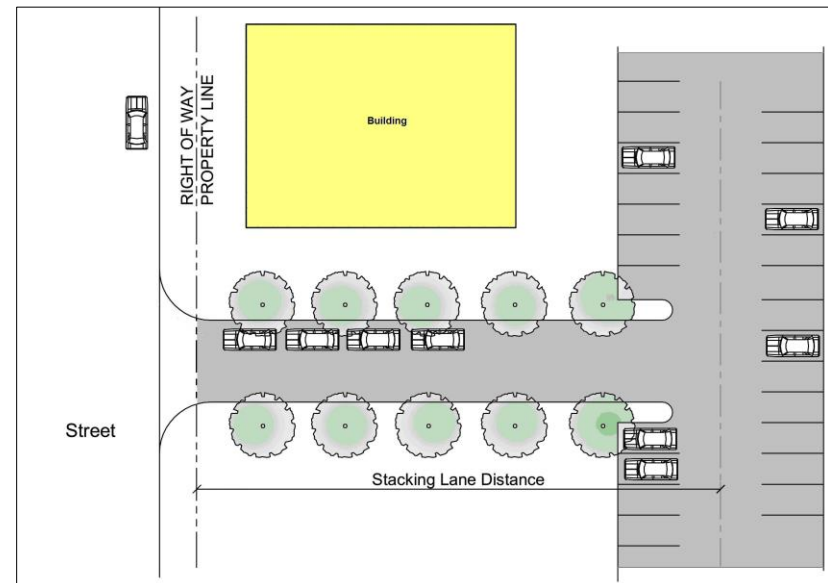 Building
RIGHT OF WAY
PROPERTY LINE
Street
Stacking Lane Distance